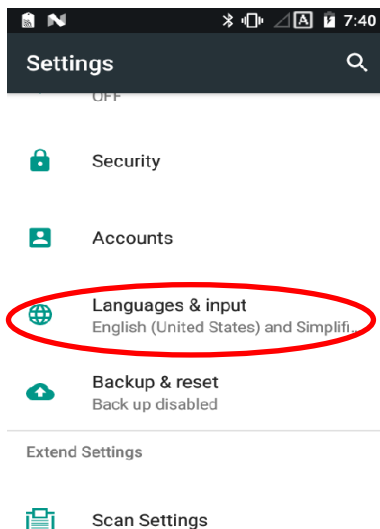 A 7:40
Settings
OFF
Security
Accounts
Languages & input
English (United States) and Simplifi...
Backup & reset
Back up disabled
Extend Settings
Scan Settings